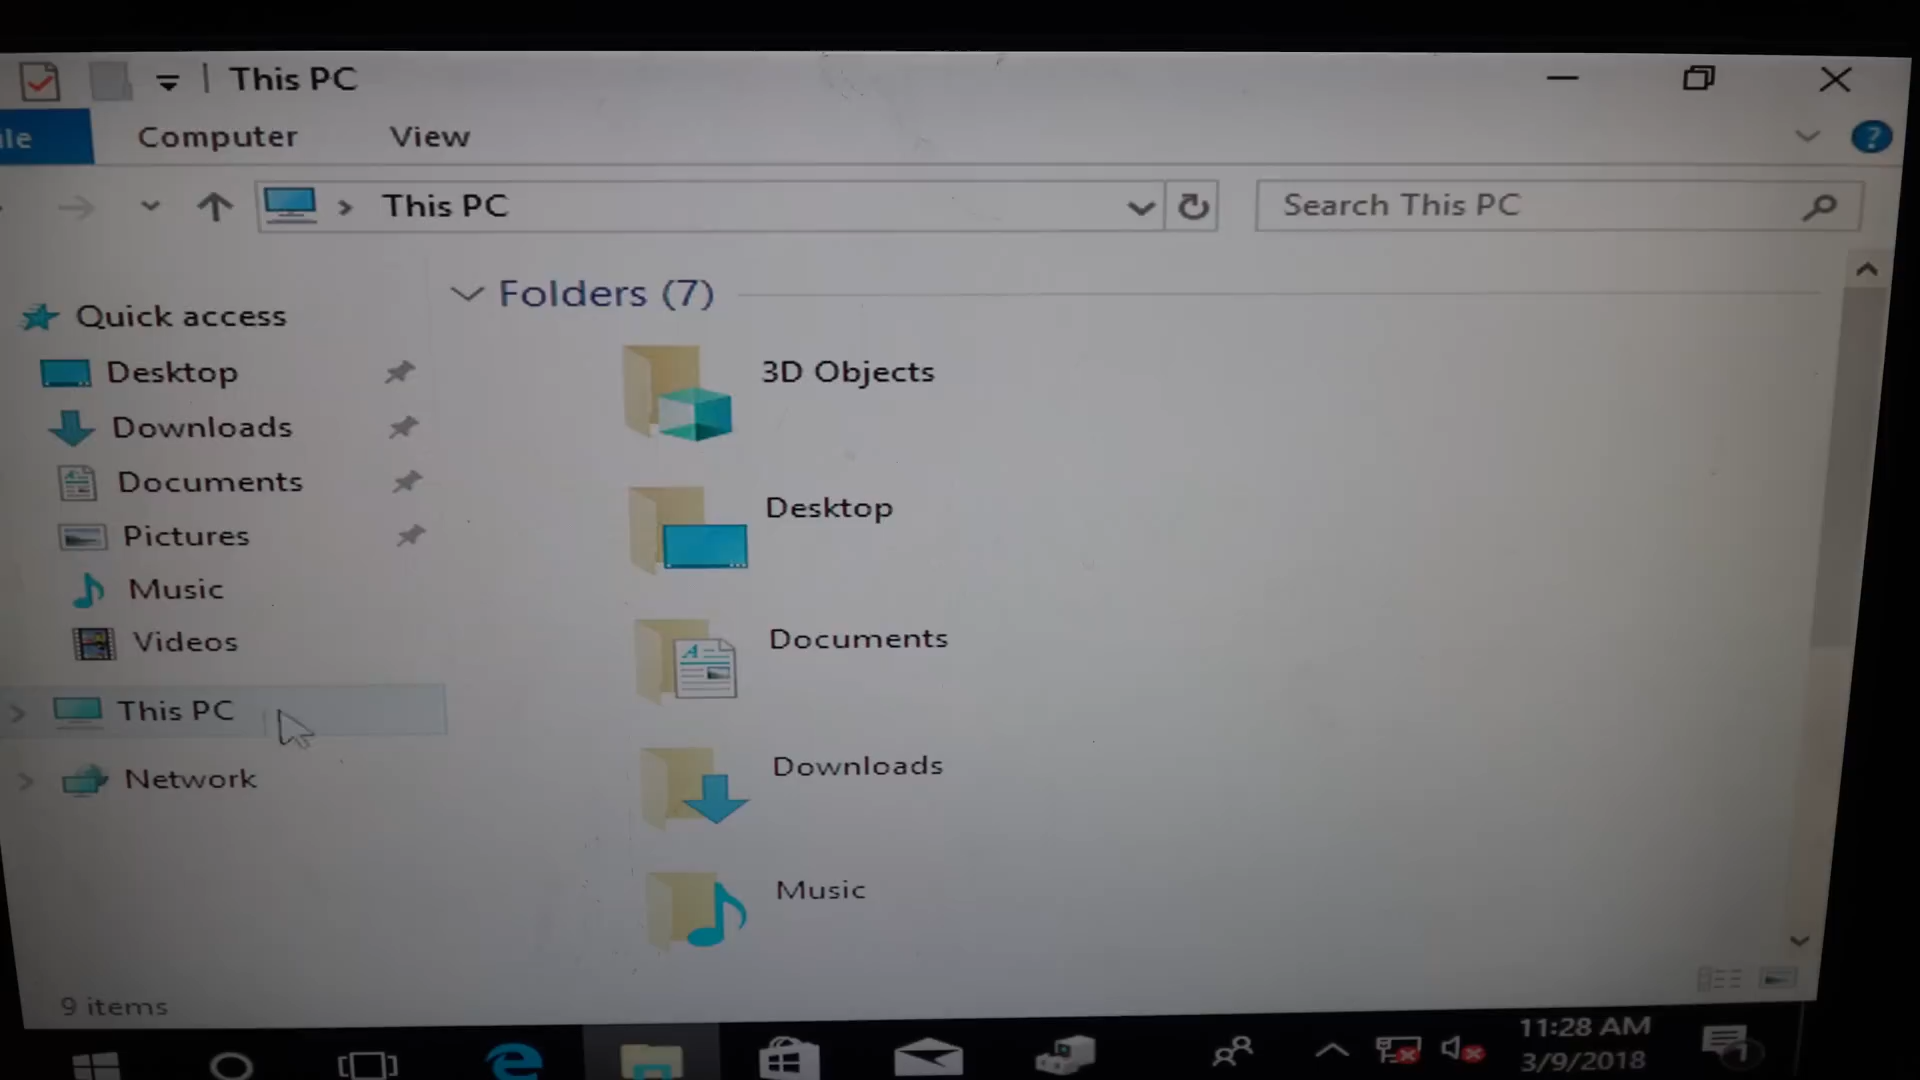 This PC
ile
Computer
View
This PC
Search This PC
Quick access
Desktop
Downloads
Documents
Pictures
Music
Videos
This PC
Network
Folders (7)
3D Objects
Desktop
Documents
Downloads
Music
9 items
11:28 AM
3/9/2018